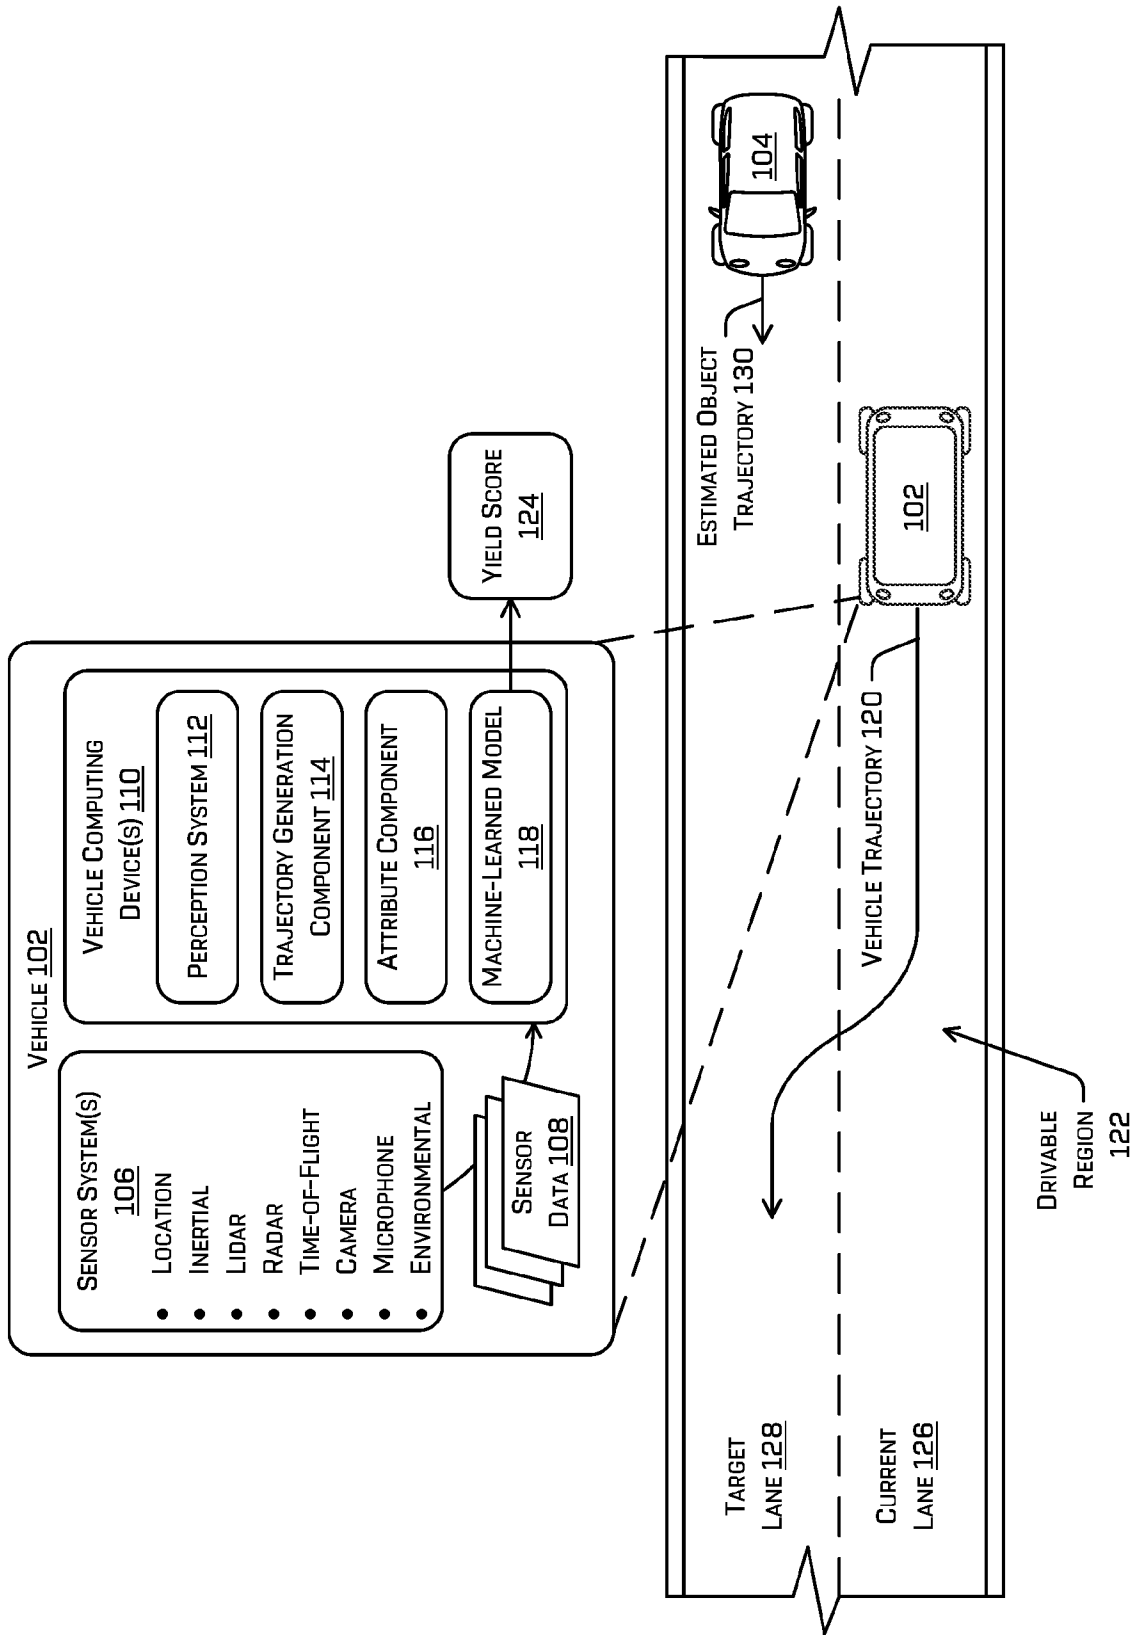 VEHICLE 102
SENSOR SYSTEM(S)
106
• LOCATION
• INERTIAL
• LIDAR
• RADAR
• TIME-OF-FLIGHT
• CAMERA
• MICROPHONE
• ENVIRONMENTAL
SENSOR
DATA 108
VEHICLE COMPUTING
DEVICE(S) 110
PERCEPTION SYSTEM 112
TRAJECTORY GENERATION
COMPONENT 114
ATTRIBUTE COMPONENT
116
MACHINE-LEARNED MODEL
118
YIELD SCORE
124
TARGET
LANE 128
CURRENT
LANE 126
ESTIMATED OBJECT
TRAJECTORY 130
104
VEHICLE TRAJECTORY 120
102
DRIVABLE
REGION
122